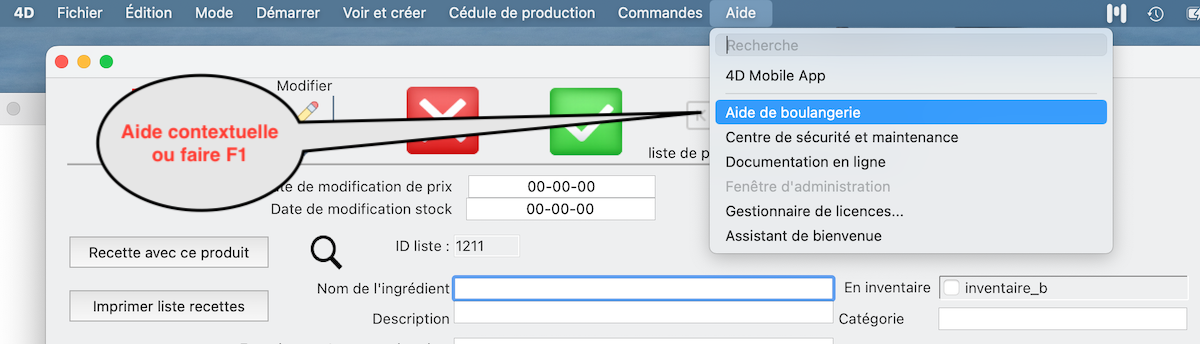 4D Fichier Édition Mode Démarrer Voir et créer Cédule de production Commandes Aide
Recherche
4D Mobile App
Aide de boulangerie
Centre de sécurité et maintenance
Documentation en ligne
Fenêtre d'administration
Gestionnaire de licences...
Assistant de bienvenue
Modifier
Aide contextuelle
ou faire F1
liste de p
de modification de prix 00-00-00
Date de modification stock 00-00-00
Recette avec ce produit
ID liste : 1211
Nom de l'ingrédient
En inventaire inventaire_b
Imprimer liste recettes
Description
Catégorie